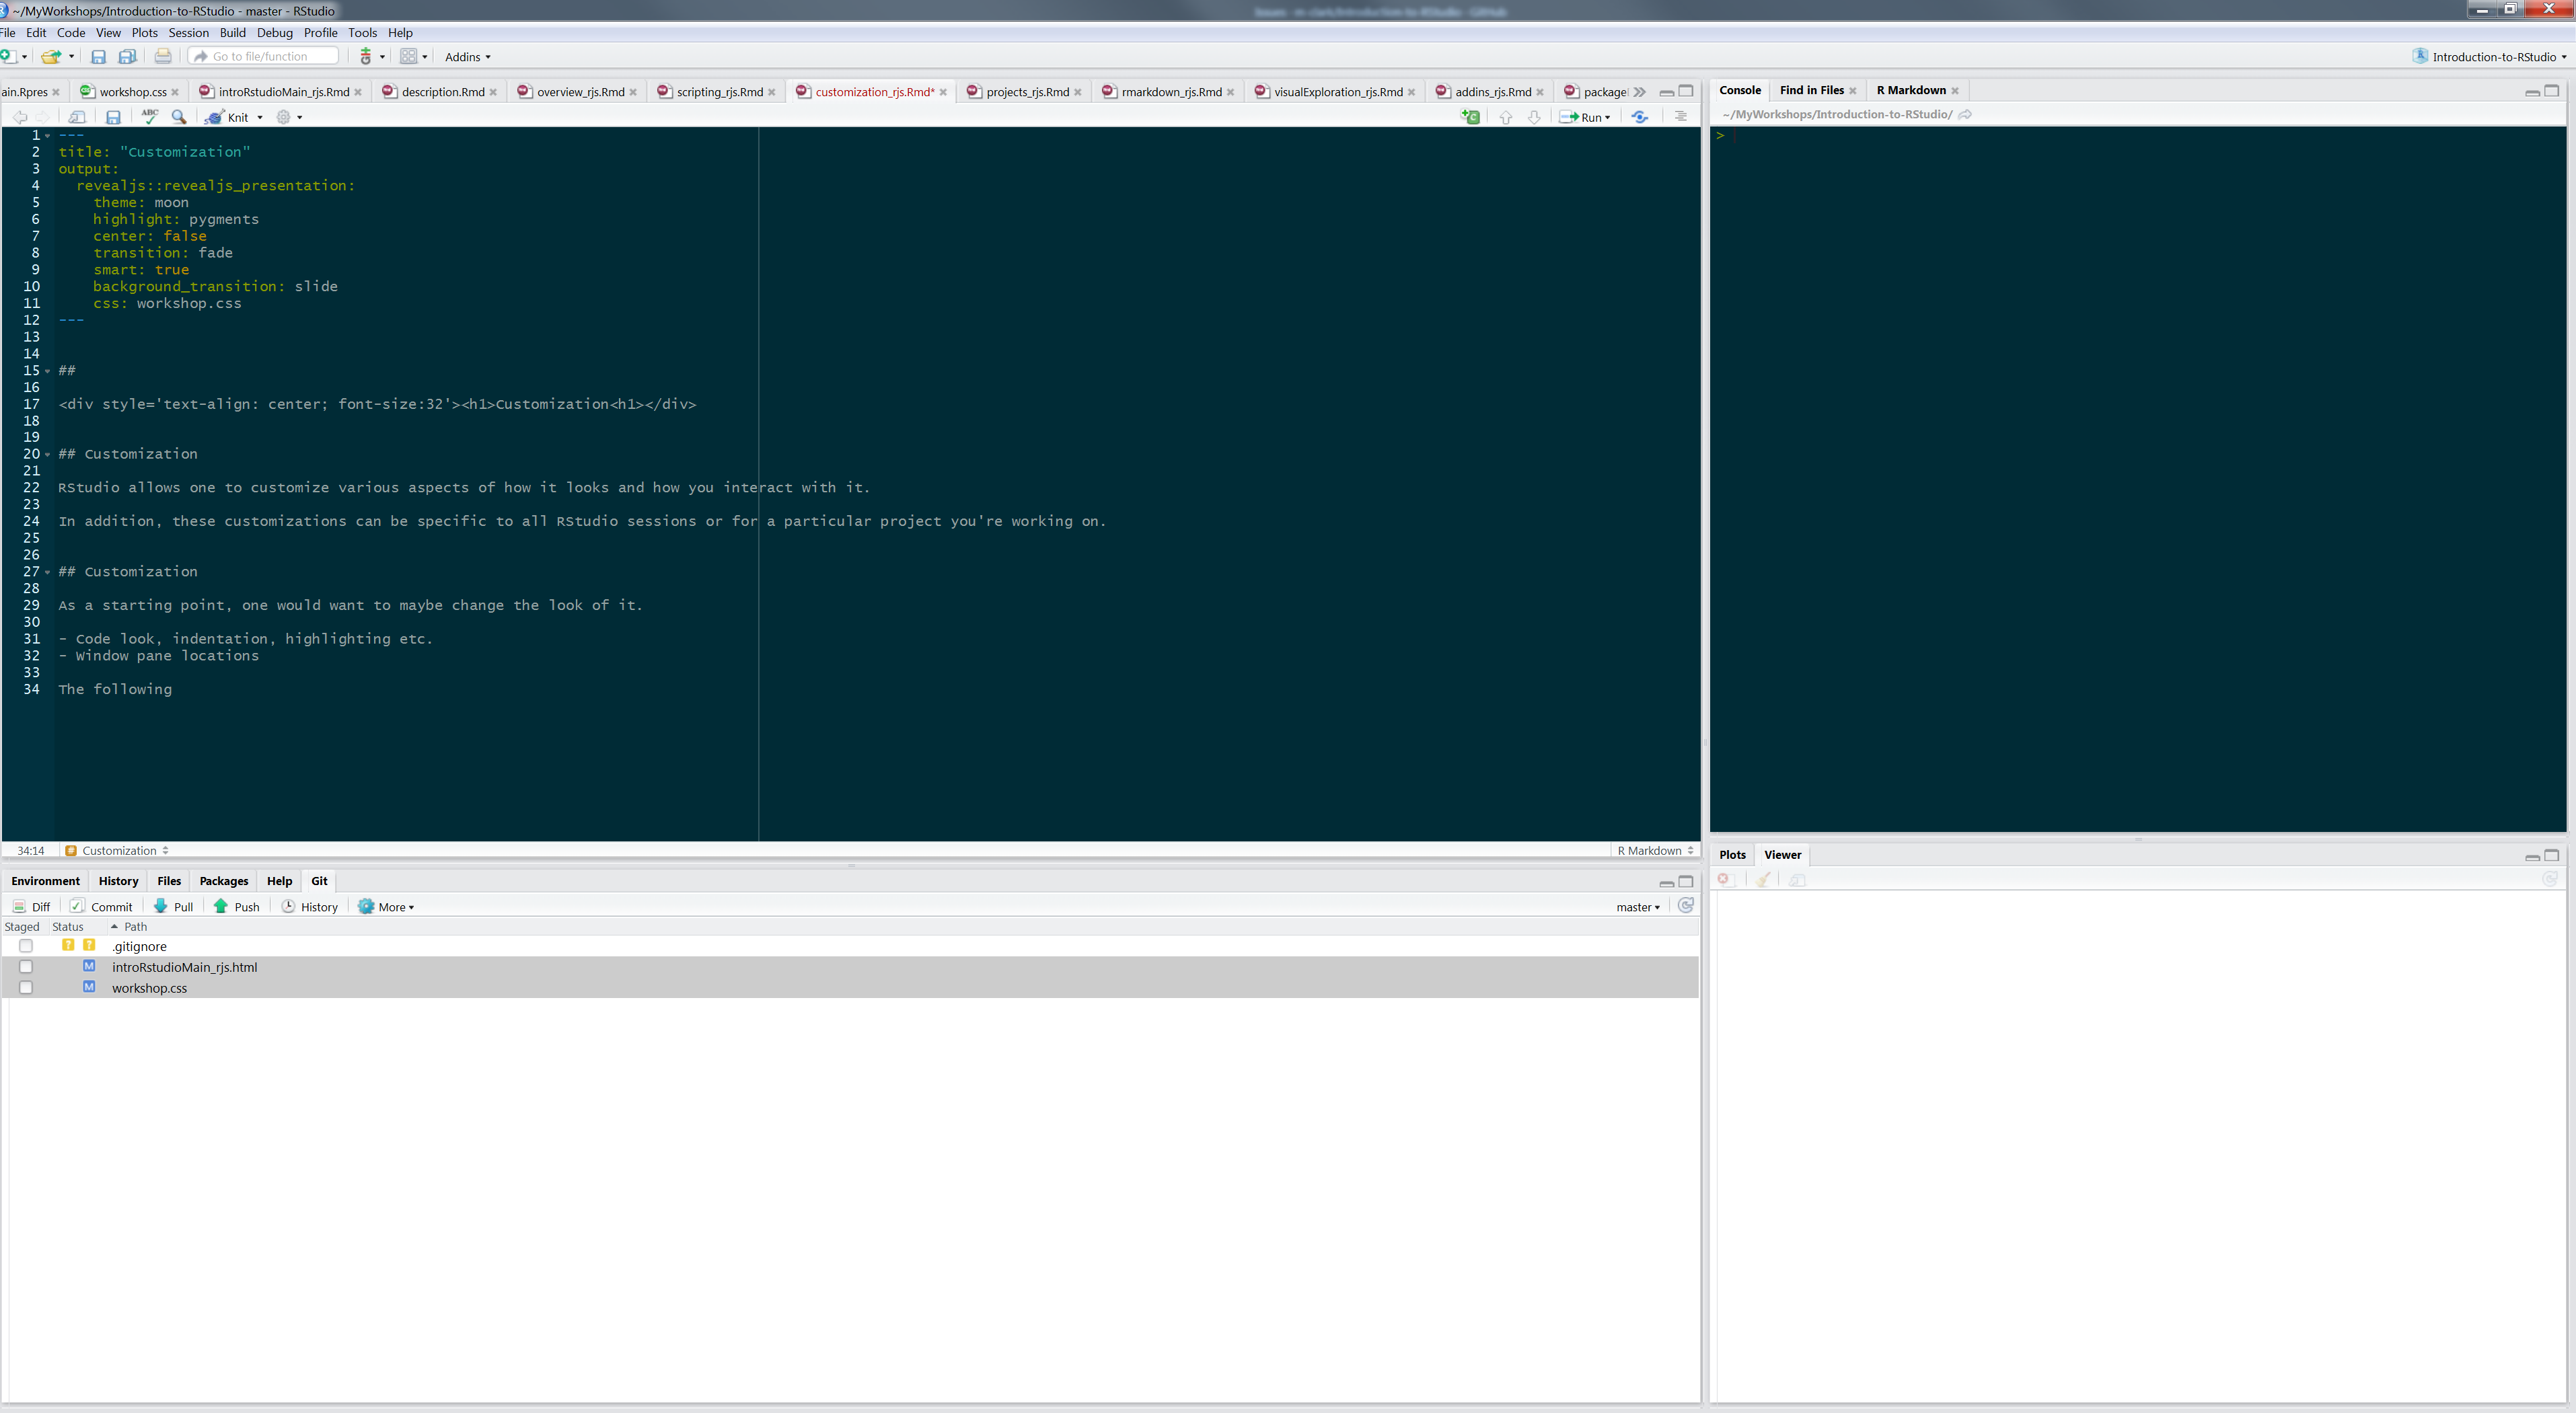 ~/MyWorkshops/Introduction-to-RStudio - master - RStudio
File Edit Code View Plots Session Build Debug Profile Tools Help
Go to file/function Addins Introduction-to-RStudio
ain.Rpres workshop.css introRstudioMain_rjs.Rmd description.Rmd overview_rjs.Rmd scripting_rjs.Rmd customization_rjs.Rmd* projects_rjs.Rmd rmarkdown_rjs.Rmd visualExploration_rjs.Rmd addins_rjs.Rmd package
ABC Knit Run
1 ---
2 title: "Customization"
3 output:
4 revealjs::revealjs_presentation:
5 theme: moon
6 highlight: pygments
7 center: false
8 transition: fade
9 smart: true
10 background_transition: slide
11 css: workshop.css
12 ---
13
14
15 ##
16
17 <div style='text-align: center; font-size:32'><h1>Customization<h1></div>
18
19
20 ## Customization
21
22 RStudio allows one to customize various aspects of how it looks and how you interact with it.
23
24 In addition, these customizations can be specific to all RStudio sessions or for a particular project you're working on.
25
26
27 ## Customization
28
29 As a starting point, one would want to maybe change the look of it.
30
31 - Code look, indentation, highlighting etc.
32 - Window pane locations
33
34 The following
34:14 # Customization R Markdown
Console Find in Files R Markdown
~/MyWorkshops/Introduction-to-RStudio/
>
Environment History Files Packages Help Git
Diff Commit Pull Push History More master
Staged Status Path
? ? .gitignore
M introRstudioMain_rjs.html
M workshop.css
Plots Viewer